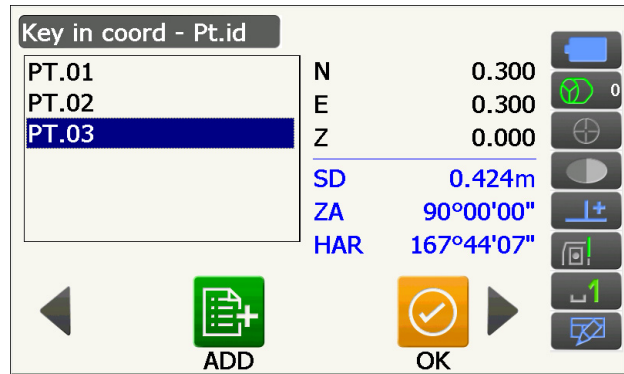 Key in coord - Pt.id
PT.01
PT.02
PT.03
N 0.300
E 0.300
Z 0.000
SD 0.424m
ZA 90°00'00"
HAR 167°44'07"
0
1
ADD
OK